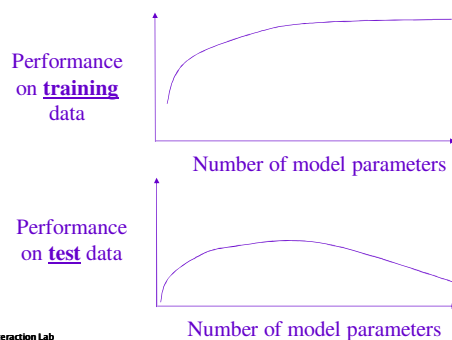 Performance
on training
data
Number of model parameters
Performance
on test data
Number of model parameters
eraction Lab